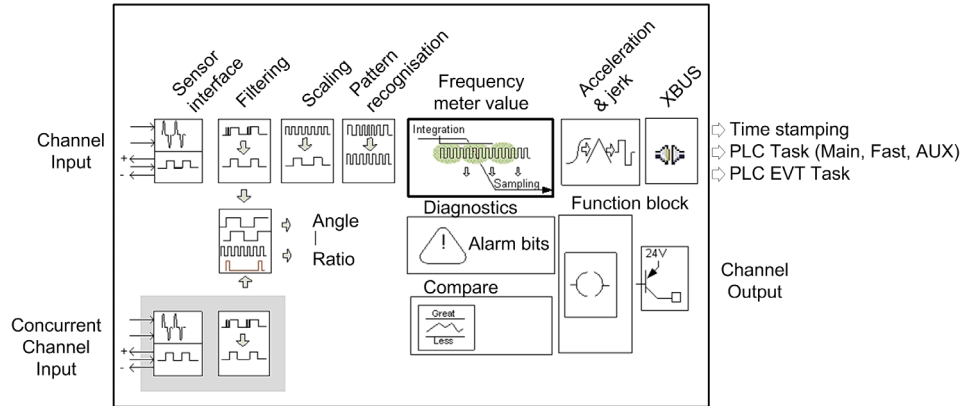 Sensor
interface
Filtering
Scaling
Pattern
recognisation
Frequency
meter value
Acceleration
& jerk
XBUS
Channel
Input
+
-
Integration
Sampling
Time stamping
PLC Task (Main, Fast, AUX)
PLC EVT Task
Diagnostics
! Alarm bits
Function block
Angle
Ratio
24V
Channel
Output
Compare
Great
Less
Concurrent
Channel
Input
+
-